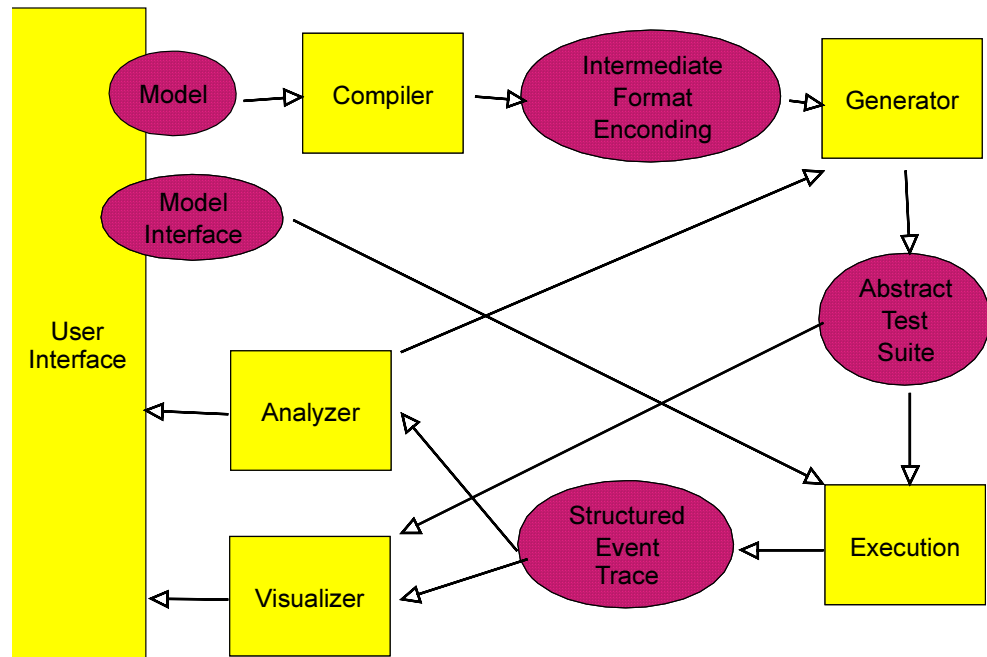 Model
Compiler
Intermediate
Format
Enconding
Generator
Model
Interface
Abstract
Test
Suite
User
Interface
Analyzer
Structured
Event
Trace
Execution
Visualizer